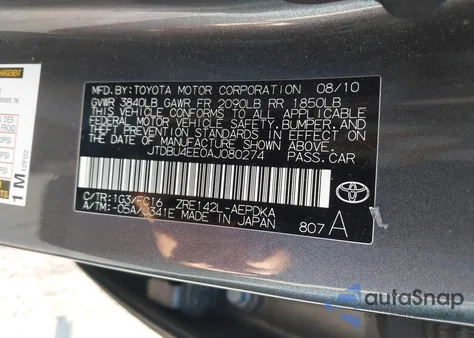 MFD.BY:TOYOTA MOTOR CORPORATION 08/10
GVWR 3840LB GAWR FR 2090LB RR 1850LB
THIS VEHICLE CONFORMS TO ALL APPLICABLE
FEDERAL MOTOR VEHICLE SAFETY,BUMPER,AND
THEFT PREVENTION STANDARDS IN EFFECT
ON THE DATE OF MANUFACTURE SHOWN ABOVE.
JTDBU4EE0AJ080274 PASS.CAR
C/TR:1G3/FC16 ZRE142L-AEPDKA
A/TM:-05A/U341E MADE IN JAPAN 807 A
1M
autoSnap